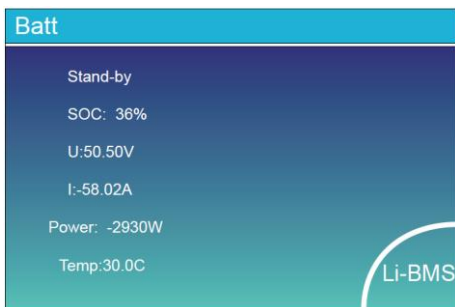 Batt
Stand-by
SOC: 36%
U:50.50V
I:-58.02A
Power: -2930W
Temp:30.0C
Li-BMS